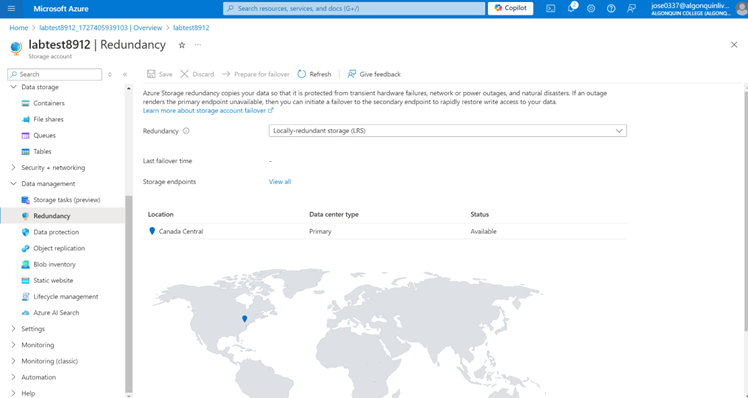 Microsoft Azure
Search resources, services, and docs (G+/)
Copilot
jose0337@algonquinliv...
ALGONQUIN COLLEGE (ALGONQ...
Home > labtest8912_1727405939103 | Overview > labtest8912
labtest8912 | Redundancy
Storage account
Search
Save
Discard
Prepare for failover
Refresh
Give feedback
Data storage
Containers
File shares
Queues
Tables
Security + networking
Data management
Storage tasks (preview)
Redundancy
Data protection
Object replication
Blob inventory
Static website
Lifecycle management
Azure AI Search
Settings
Monitoring
Monitoring (classic)
Automation
Help
Azure Storage redundancy copies your data so that it is protected from transient hardware failures, network or power outages, and natural disasters. If an outage
renders the primary endpoint unavailable, then you can initiate a failover to the secondary endpoint to rapidly restore write access to your data.
Learn more about storage account failover
Redundancy
Locally-redundant storage (LRS)
Last failover time
-
Storage endpoints
View all
Location Data center type Status
Canada Central Primary Available